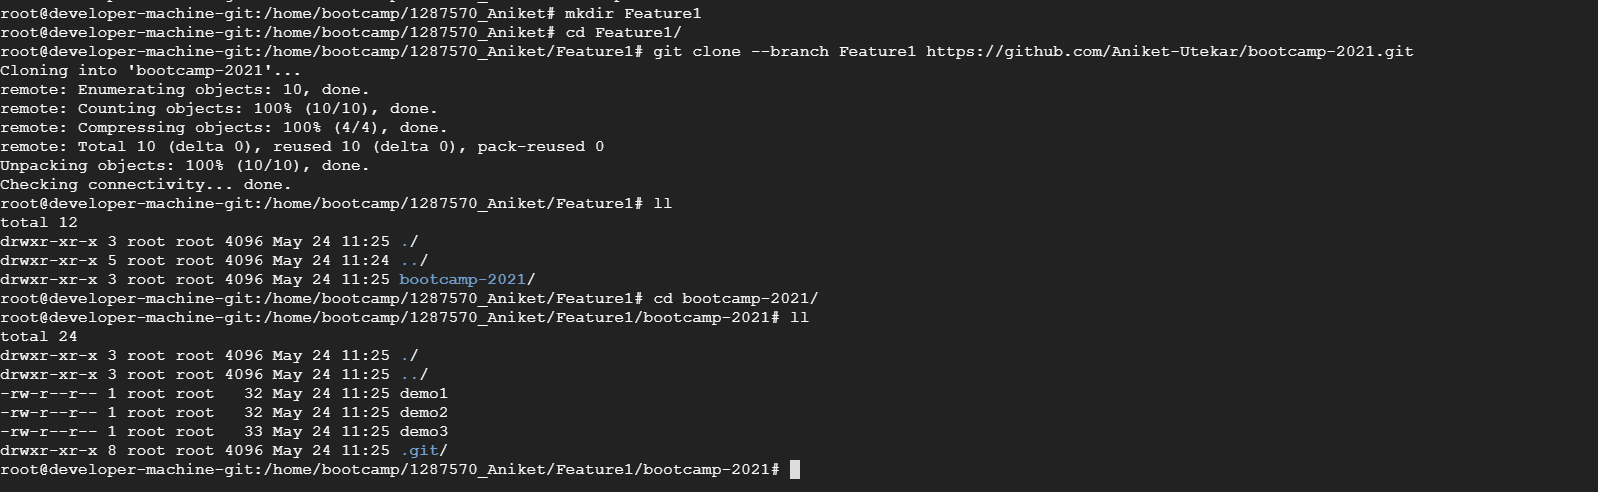 root@developer-machine-git:/home/bootcamp/1287570_Aniket# mkdir Feature1
root@developer-machine-git:/home/bootcamp/1287570_Aniket# cd Feature1/
root@developer-machine-git:/home/bootcamp/1287570_Aniket/Feature1# git clone --branch Feature1 https://github.com/Aniket-Utekar/bootcamp-2021.git
Cloning into 'bootcamp-2021'...
remote: Enumerating objects: 10, done.
remote: Counting objects: 100% (10/10), done.
remote: Compressing objects: 100% (4/4), done.
remote: Total 10 (delta 0), reused 10 (delta 0), pack-reused 0
Unpacking objects: 100% (10/10), done.
Checking connectivity... done.
root@developer-machine-git:/home/bootcamp/1287570_Aniket/Feature1# ll
total 12
drwxr-xr-x 3 root root 4096 May 24 11:25 ./
drwxr-xr-x 5 root root 4096 May 24 11:24 ../
drwxr-xr-x 3 root root 4096 May 24 11:25 bootcamp-2021/
root@developer-machine-git:/home/bootcamp/1287570_Aniket/Feature1# cd bootcamp-2021/
root@developer-machine-git:/home/bootcamp/1287570_Aniket/Feature1/bootcamp-2021# ll
total 24
drwxr-xr-x 3 root root 4096 May 24 11:25 ./
drwxr-xr-x 3 root root 4096 May 24 11:25 ../
-rw-r--r-- 1 root root   32 May 24 11:25 demo1
-rw-r--r-- 1 root root   32 May 24 11:25 demo2
-rw-r--r-- 1 root root   33 May 24 11:25 demo3
drwxr-xr-x 8 root root 4096 May 24 11:25 .git/
root@developer-machine-git:/home/bootcamp/1287570_Aniket/Feature1/bootcamp-2021#